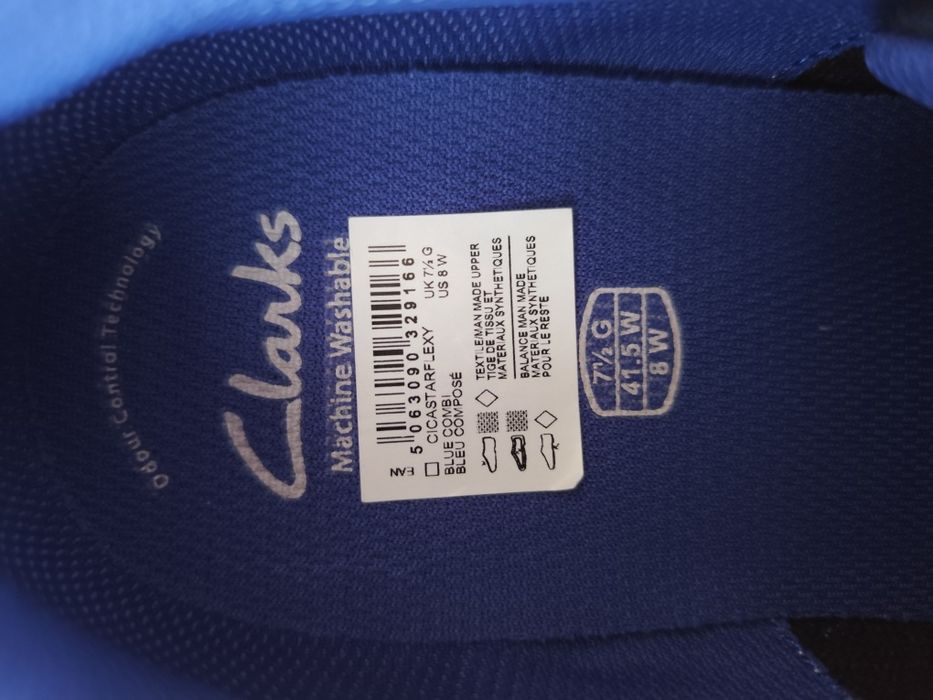 Odour Control Technology
Clarks
Machine Washable
5 063090 329166
CICASTARFLEXY UK 7½ G
BLUE COMBI US 8 W
BLEU COMPOSÉ
TEXTILE/MAN MADE UPPER
TIGE DE TISSU ET
MATERIAUX SYNTHETIQUES
BALANCE MAN MADE
MATERIAUX SYNTHÉTIQUES
POUR LE RESTE
7½ G
41.5 W
8 W